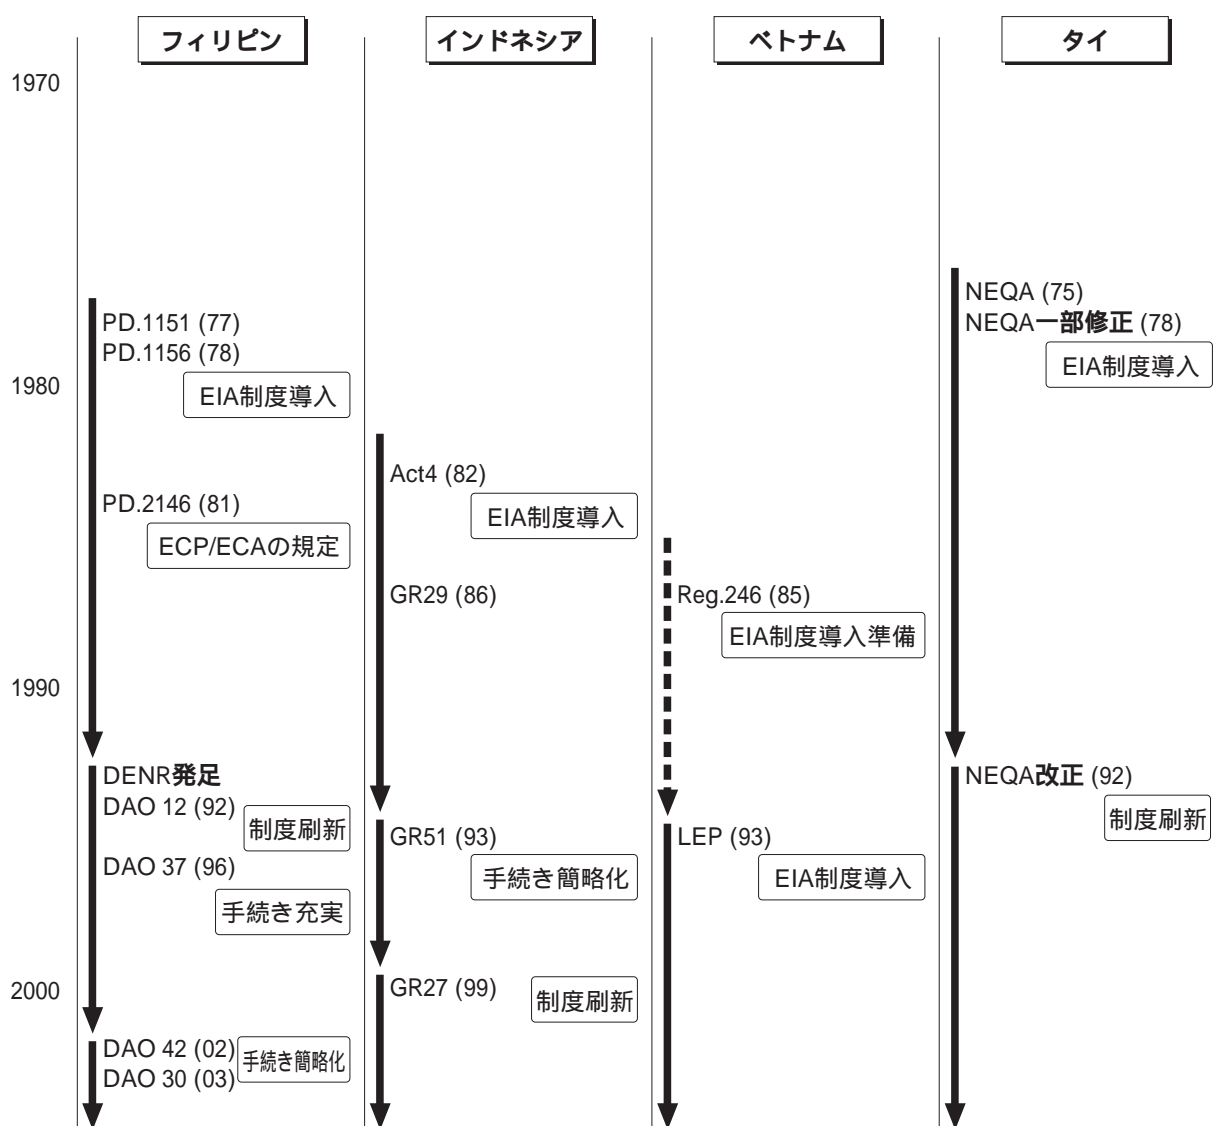 フィリピン
インドネシア
ベトナム
タイ
1970
1980
1990
2000
PD.1151 (77)
PD.1156 (78)
EIA制度導入
PD.2146 (81)
ECP/ECAの規定
DENR発足
DAO 12 (92)
制度刷新
DAO 37 (96)
手続き充実
DAO 42 (02)
手続き簡略化
DAO 30 (03)
Act4 (82)
EIA制度導入
GR29 (86)
GR51 (93)
手続き簡略化
GR27 (99)
制度刷新
Reg.246 (85)
EIA制度導入準備
LEP (93)
EIA制度導入
NEQA (75)
NEQA一部修正 (78)
EIA制度導入
NEQA改正 (92)
制度刷新